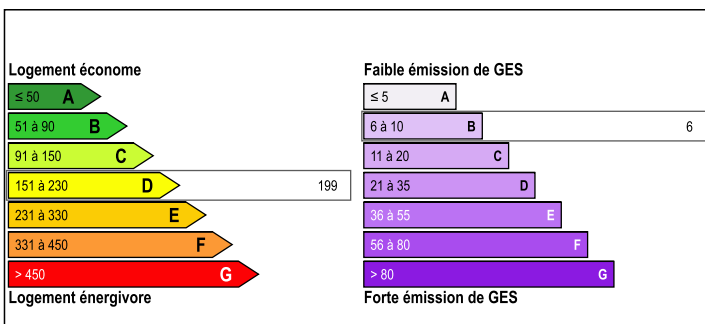 Logement économe
≤ 50 A
51 à 90 B
91 à 150 C
151 à 230 D 199
231 à 330 E
331 à 450 F
> 450 G
Logement énergivore
Faible émission de GES
≤ 5 A
6 à 10 B 6
11 à 20 C
21 à 35 D
36 à 55 E
56 à 80 F
> 80 G
Forte émission de GES